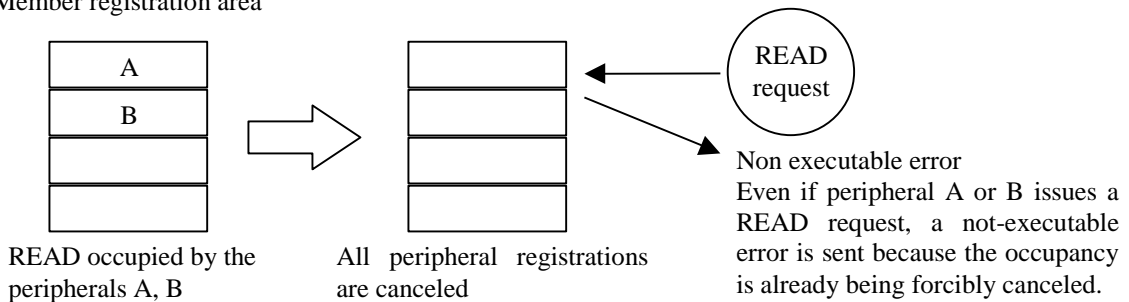 Member registration area
A
B
READ occupied by the
peripherals A, B
All peripheral registrations
are canceled
READ
request
Non executable error
Even if peripheral A or B issues a
READ request, a not-executable
error is sent because the occupancy
is already being forcibly canceled.